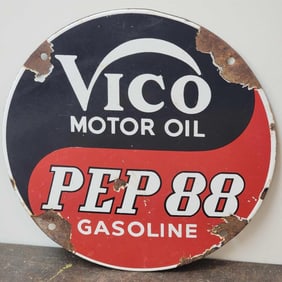 VICO
MOTOR OIL
PEP 88
GASOLINE